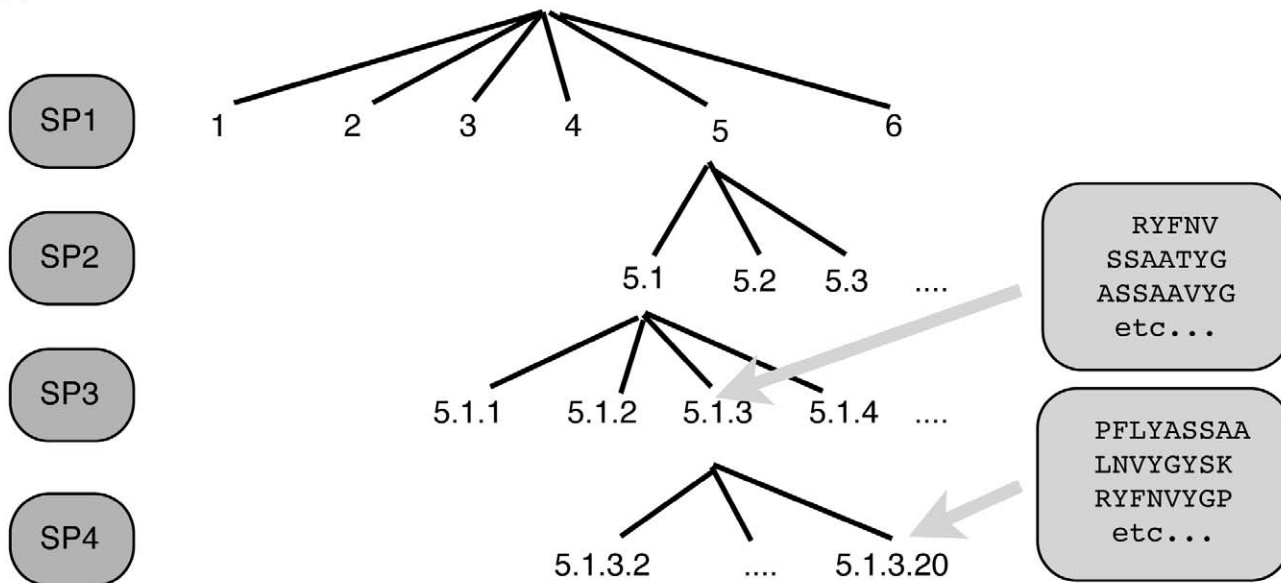 SP1
1 2 3 4 5 6
SP2
5.1 5.2 5.3 ....
RYFNV
SSAATYG
ASSAAVYG
etc...
SP3
5.1.1 5.1.2 5.1.3 5.1.4 ....
PFLYASSAA
LNVYGYSK
RYFNVYGP
etc...
SP4
5.1.3.2 .... 5.1.3.20